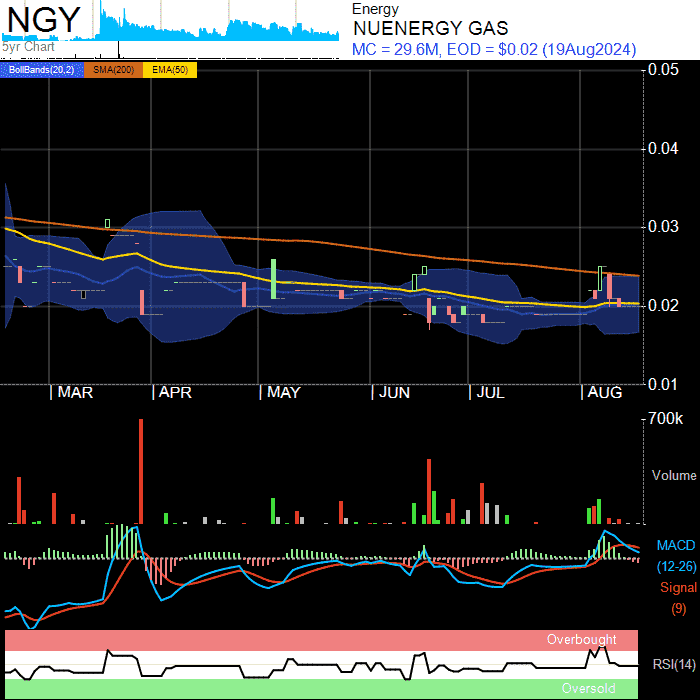 NGY
5yr Chart
Energy
NUENERGY GAS
MC = 29.6M, EOD = $0.02 (19Aug2024)
BollBands(20,2) SMA(200) EMA(50)
0.05
0.04
0.03
0.02
0.01
MAR APR MAY JUN JUL AUG
700k
Volume
MACD
(12-26)
Signal
(9)
Overbought
RSI(14)
Oversold